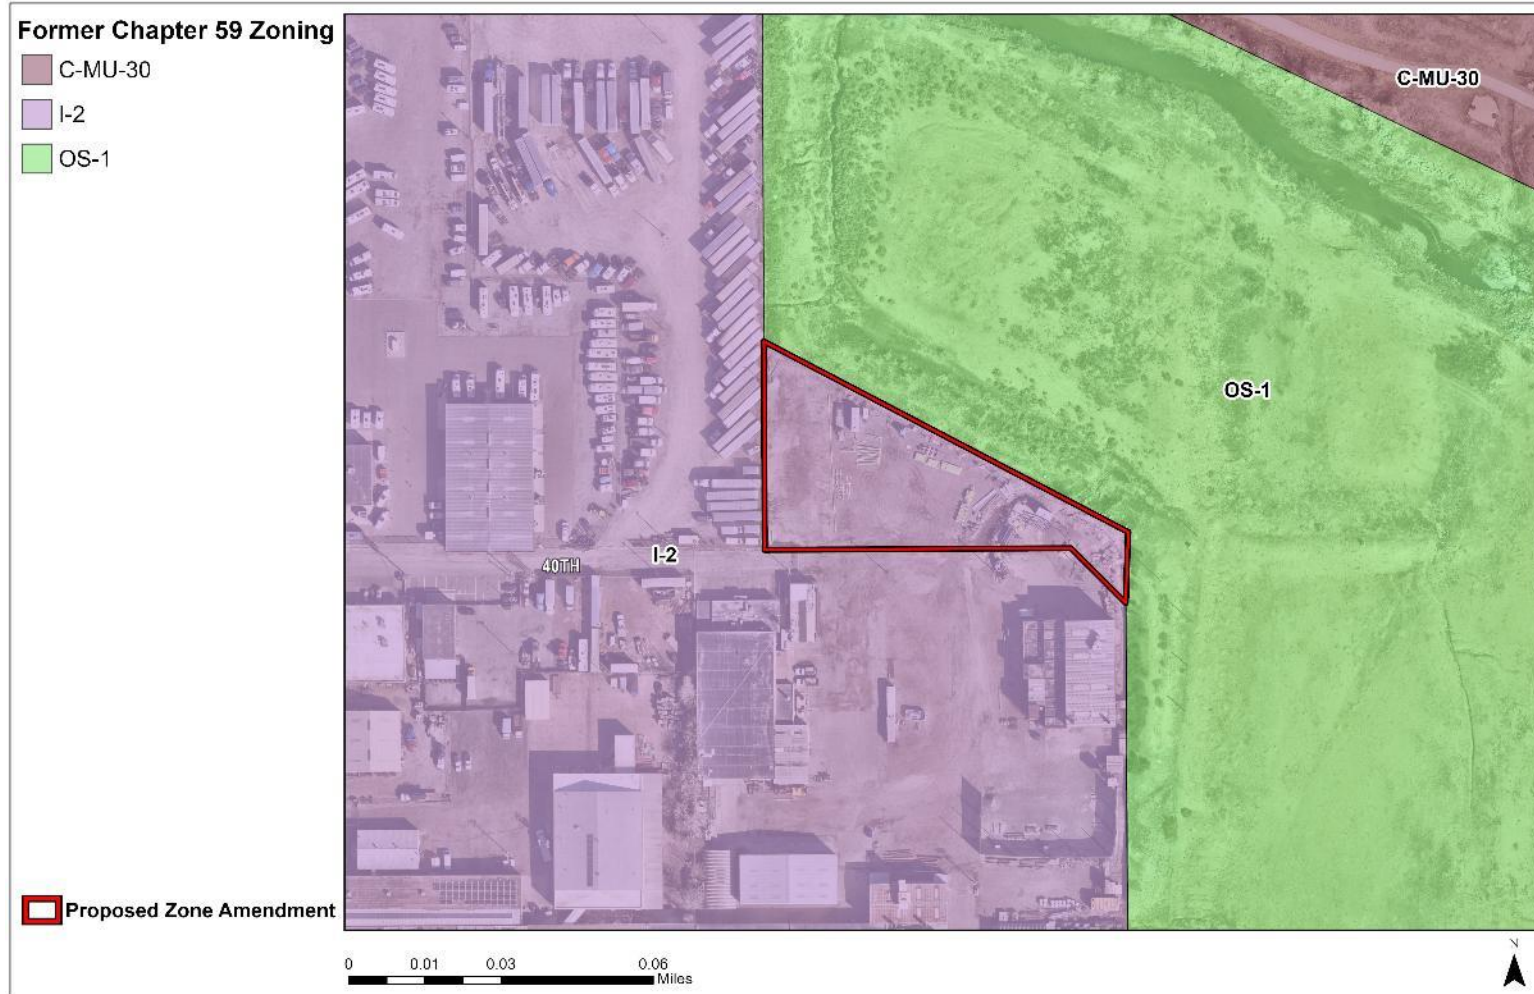 Former Chapter 59 Zoning
C-MU-30
I-2
OS-1
C-MU-30
OS-1
I-2
40TH
Proposed Zone Amendment
0 0.01 0.03 0.06
Miles
N